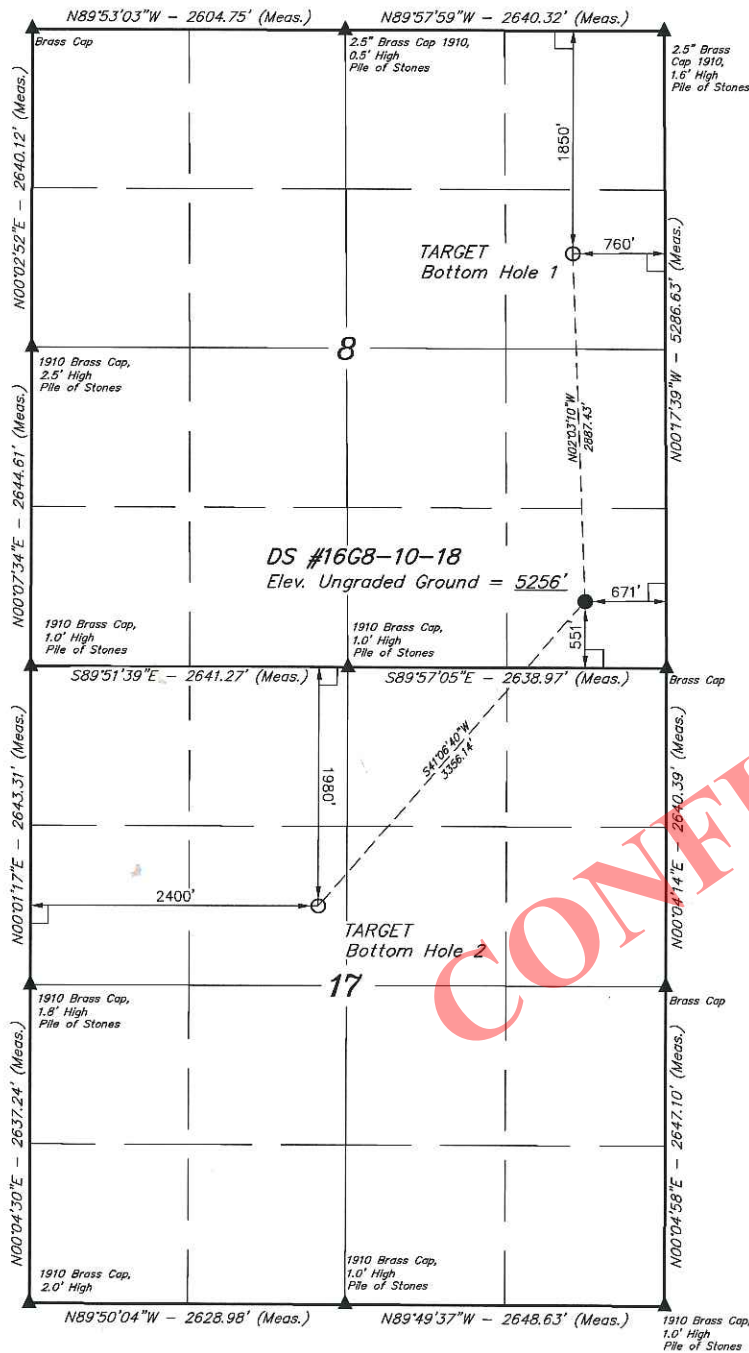 N89°53'03"W - 2604.75' (Meas.)
N89°57'59"W - 2640.32' (Meas.)
Brass Cap
2.5" Brass Cap 1910,
0.5' High
Pile of Stones
2.5" Brass
Cap 1910,
1.6' High
Pile of Stones
N00°02'52"E - 2640.12' (Meas.)
1850'
760'
TARGET
Bottom Hole 1
N00°17'39"W - 5286.63' (Meas.)
8
1910 Brass Cap,
2.5' High
Pile of Stones
N02°03'10"W
2887.43'
N00°07'34"E - 2644.61' (Meas.)
DS #16G8-10-18
Elev. Ungraded Ground = 5256'
671'
551
1910 Brass Cap,
1.0' High
Pile of Stones
1910 Brass Cap,
1.0' High
Pile of Stones
S89°51'39"E - 2641.27' (Meas.)
S89°57'05"E - 2638.97' (Meas.)
Brass Cap
N00°01'17"E - 2643.31' (Meas.)
1980'
S41°06'40"W
3356.14'
N00°04'14"E - 2640.39' (Meas.)
2400'
TARGET
Bottom Hole 2
17
CONF
1910 Brass Cap,
1.8' High
Pile of Stones
Brass Cap
N00°04'30"E - 2637.24' (Meas.)
N00°04'58"E - 2647.10' (Meas.)
1910 Brass Cap,
2.0' High
1910 Brass Cap,
1.0' High
Pile of Stones
N89°50'04"W - 2628.98' (Meas.)
N89°49'37"W - 2648.63' (Meas.)
1910 Brass Cap,
1.0' High
Pile of Stones